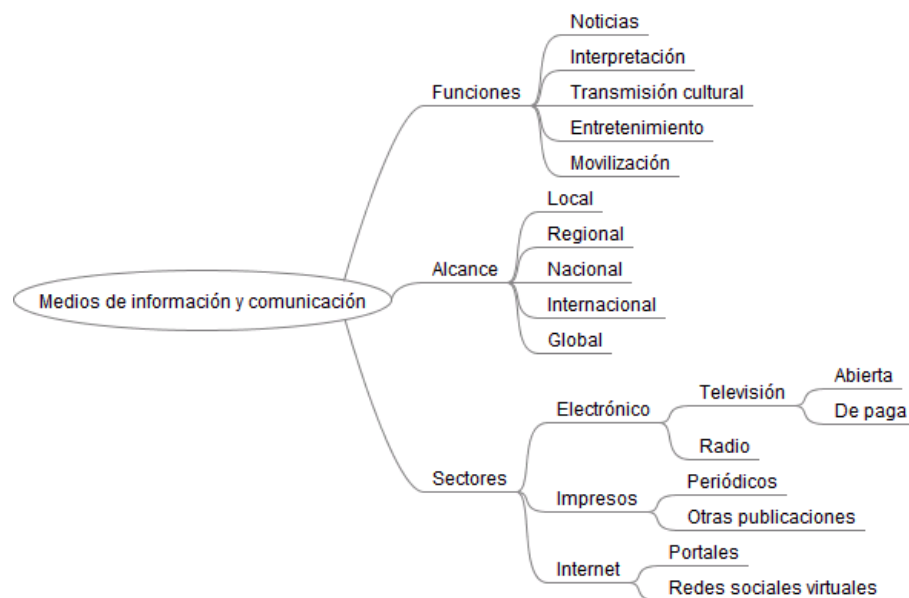 Noticias
Interpretación
Funciones
Transmisión cultural
Entretenimiento
Movilización
Local
Regional
Alcance
Nacional
Medios de información y comunicación
Internacional
Global
Abierta
Televisión
De paga
Electrónico
Radio
Sectores
Periódicos
Impresos
Otras publicaciones
Portales
Internet
Redes sociales virtuales